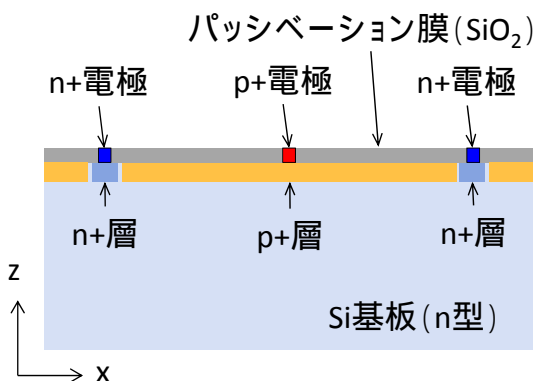 パッシベーション膜(SiO₂)
n+電極
p+電極
n+電極
n+層
p+層
n+層
Si基板(n型)
z
x